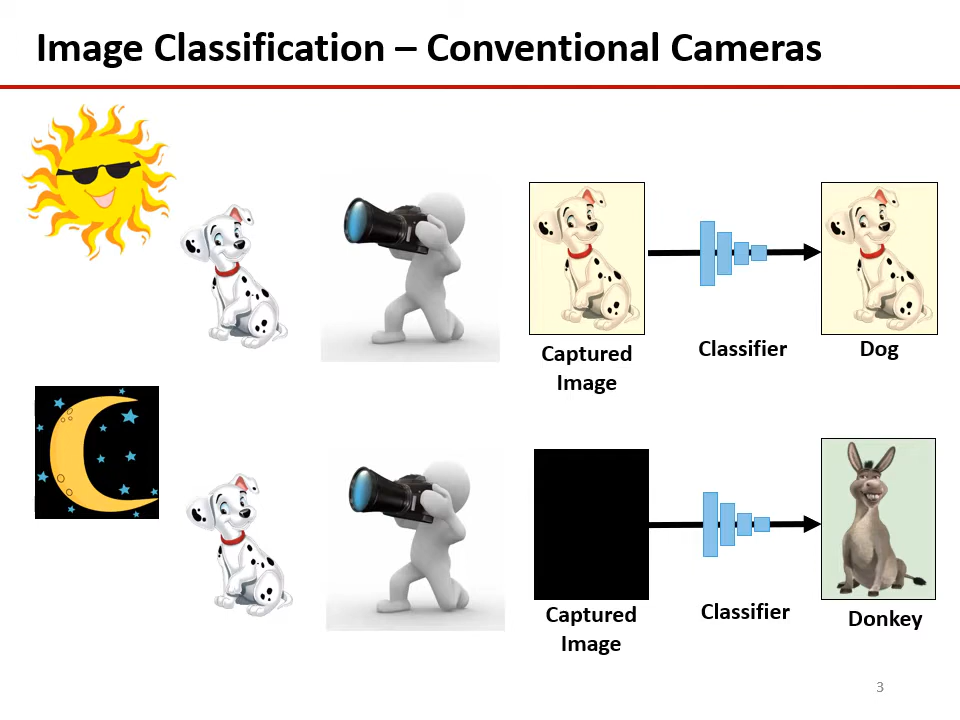 Image Classification – Conventional Cameras
Captured
Image
Classifier
Dog
Captured
Image
Classifier
Donkey
3